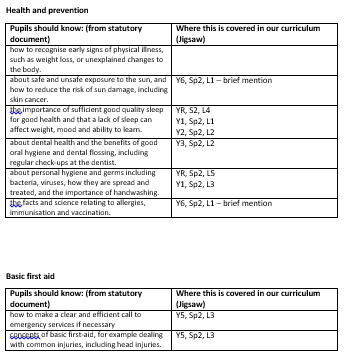 Health and prevention
Pupils should know: (from statutory document)
Where this is covered in our curriculum (Jigsaw)
how to recognise early signs of physical illness,
such as weight loss, or unexplained changes to
the body.
about safe and unsafe exposure to the sun, and
how to reduce the risk of sun damage, including
skin cancer.
Y6, Sp2, L1 – brief mention
the importance of sufficient good quality sleep
for good health and that a lack of sleep can
affect weight, mood and ability to learn.
YR, S2, L4
Y1, Sp2, L1
Y2, Sp2, L2
about dental health and the benefits of good
oral hygiene and dental flossing, including
regular check-ups at the dentist.
Y3, Sp2, L2
about personal hygiene and germs including
bacteria, viruses, how they are spread and
treated, and the importance of handwashing.
YR, Sp2, L5
Y1, Sp2, L3
the facts and science relating to allergies,
immunisation and vaccination.
Y6, Sp2, L1 – brief mention
Basic first aid
Pupils should know: (from statutory
document)
Where this is covered in our curriculum
(Jigsaw)
how to make a clear and efficient call to
emergency services if necessary
Y5, Sp2, L3
concepts of basic first-aid, for example dealing
with common injuries, including head injuries.
Y5, Sp2, L3